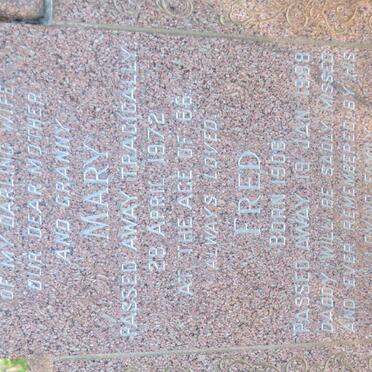 OF MY DARLING WIFE
OUR DEAR MOTHER
AND GRANNY
MARY
PASSED AWAY TRAGICALLY
28 APRIL 1972
AT THE AGE OF 66
ALWAYS LOVED
FRED
BORN 1906
PASSED AWAY 19 JAN 1988
DADDY WILL BE SADLY MISSED
AND EVER REMEMBERED BY HIS